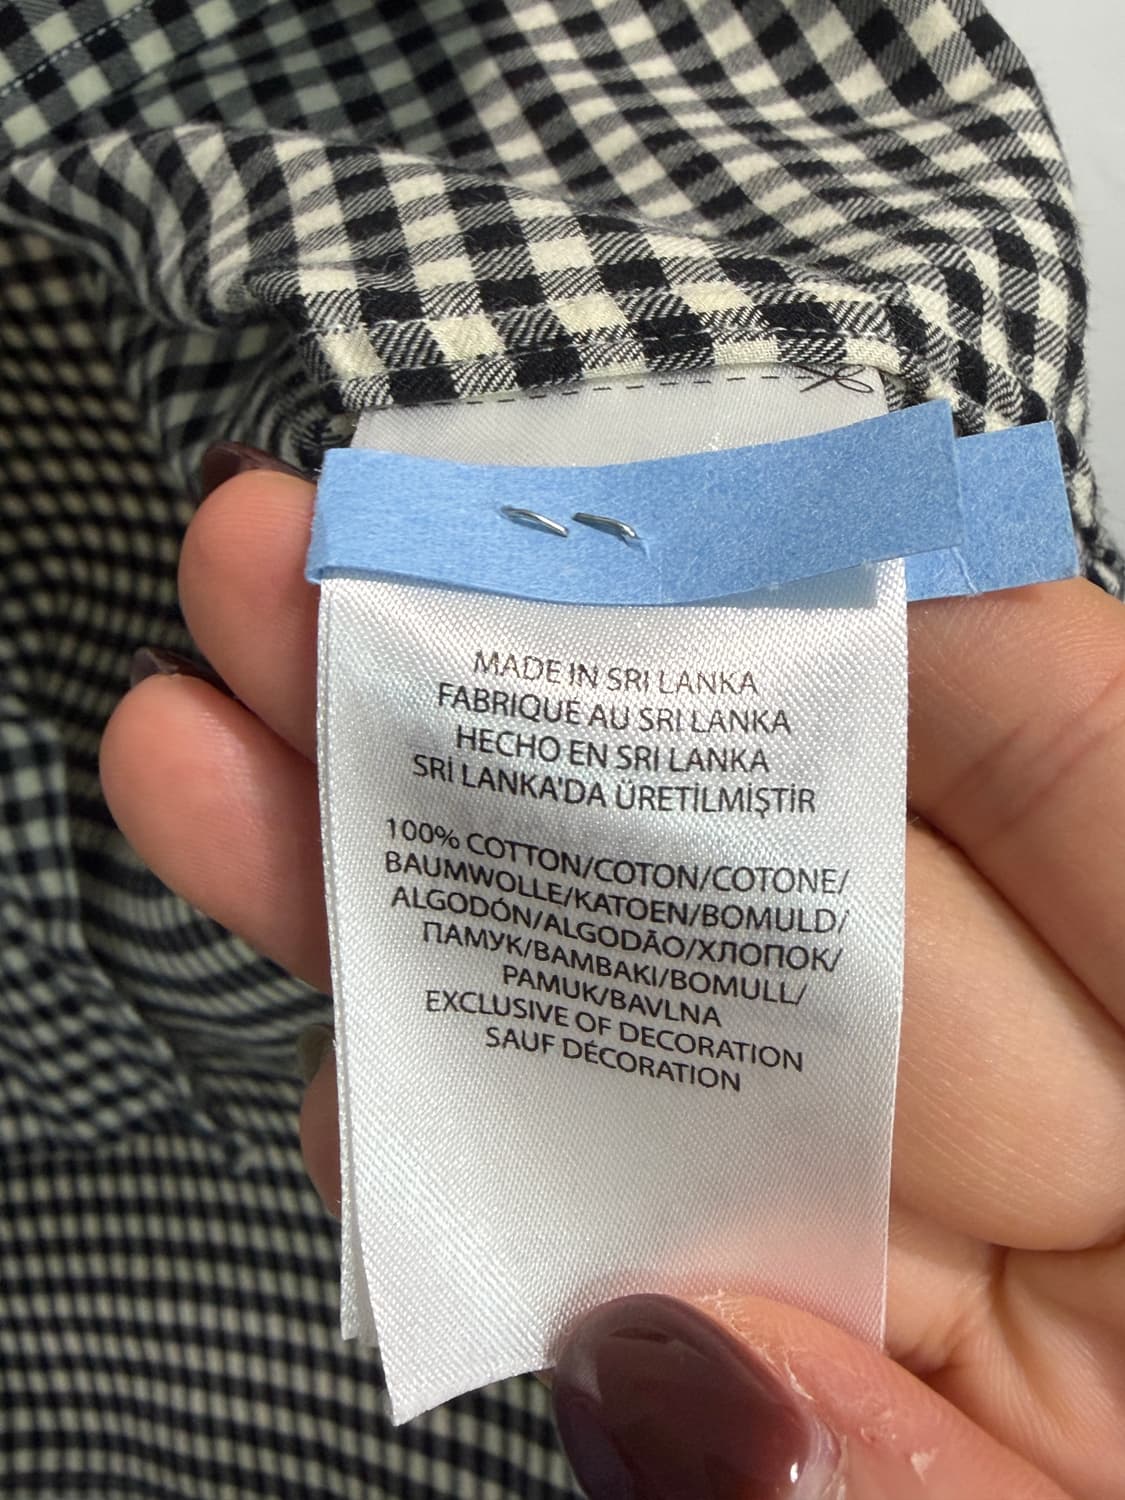 MADE IN SRI LANKA
FABRIQUÉ AU SRI LANKA
HECHO EN SRI LANKA
SRİ LANKA'DA ÜRETİLMİŞTİR
100% COTTON/COTON/COTONE/
BAUMWOLLE/KATOEN/BOMULD/
ALGODÓN/ALGODÃO/ХЛОПОК/
ПАМУК/BAMBAKI/BOMULL/
PAMUK/BAVLNA
EXCLUSIVE OF DECORATION
SAUF DÉCORATION